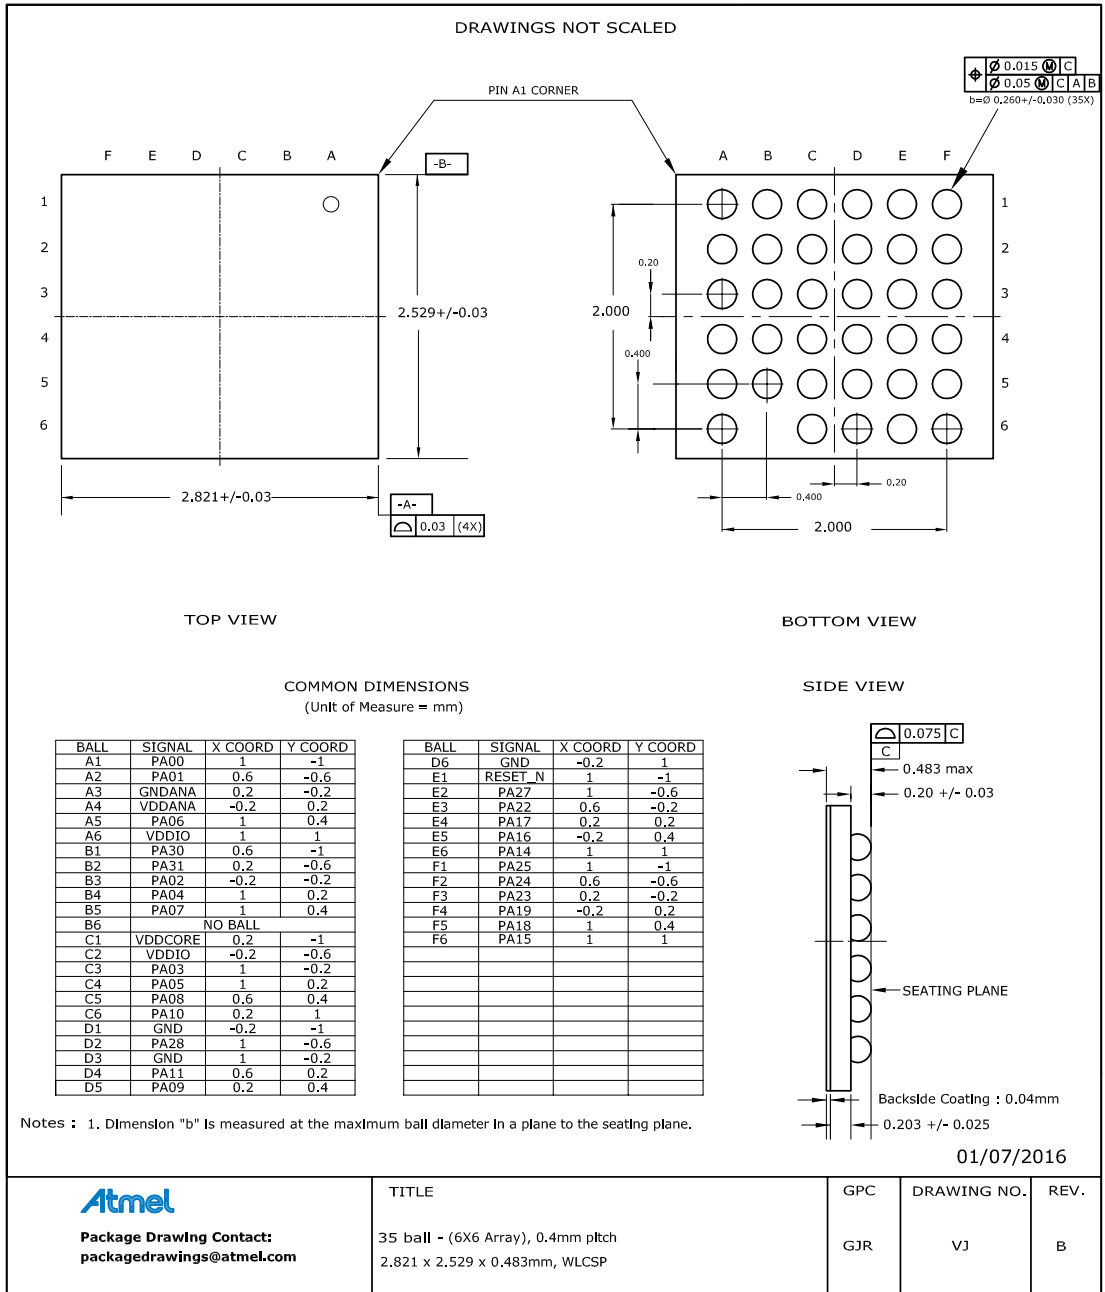 DRAWINGS NOT SCALED
Ø 0.015 Ⓜ C
Ø 0.05 Ⓜ C A B
b=Ø 0.260+/-0.030 (35X)
PIN A1 CORNER
F E D C B A
-B-
1
2
3
4
5
6
2.529+/-0.03
2.821+/-0.03
-A-
0.03 (4X)
A B C D E F
1
2
3
4
5
6
0.20
2.000
0.400
0.20
0.400
2.000
TOP VIEW
BOTTOM VIEW
COMMON DIMENSIONS
(Unit of Measure = mm)
SIDE VIEW
BALL SIGNAL X COORD Y COORD
A1 PA00 1 -1
A2 PA01 0.6 -0.6
A3 GNDANA 0.2 -0.2
A4 VDDANA -0.2 0.2
A5 PA06 1 0.4
A6 VDDIO 1 1
B1 PA30 0.6 -1
B2 PA31 0.2 -0.6
B3 PA02 -0.2 -0.2
B4 PA04 1 0.2
B5 PA07 1 0.4
B6 NO BALL
C1 VDDCORE 0.2 -1
C2 VDDIO -0.2 -0.6
C3 PA03 1 -0.2
C4 PA05 1 0.2
C5 PA08 0.6 0.4
C6 PA10 0.2 1
D1 GND -0.2 -1
D2 PA28 1 -0.6
D3 GND 1 -0.2
D4 PA11 0.6 0.2
D5 PA09 0.2 0.4
BALL SIGNAL X COORD Y COORD
D6 GND -0.2 1
E1 RESET_N 1 -1
E2 PA27 1 -0.6
E3 PA22 0.6 -0.2
E4 PA17 0.2 0.2
E5 PA16 -0.2 0.4
E6 PA14 1 1
F1 PA25 1 -1
F2 PA24 0.6 -0.6
F3 PA23 0.2 -0.2
F4 PA19 -0.2 0.2
F5 PA18 1 0.4
F6 PA15 1 1
0.075 C
C
0.483 max
0.20 +/- 0.03
SEATING PLANE
Backside Coating : 0.04mm
0.203 +/- 0.025
Notes : 1. Dimension "b" is measured at the maximum ball diameter in a plane to the seating plane.
01/07/2016
Atmel
Package Drawing Contact:
packagedrawings@atmel.com
TITLE
35 ball - (6X6 Array), 0.4mm pitch
2.821 x 2.529 x 0.483mm, WLCSP
GPC
GJR
DRAWING NO.
VJ
REV.
B